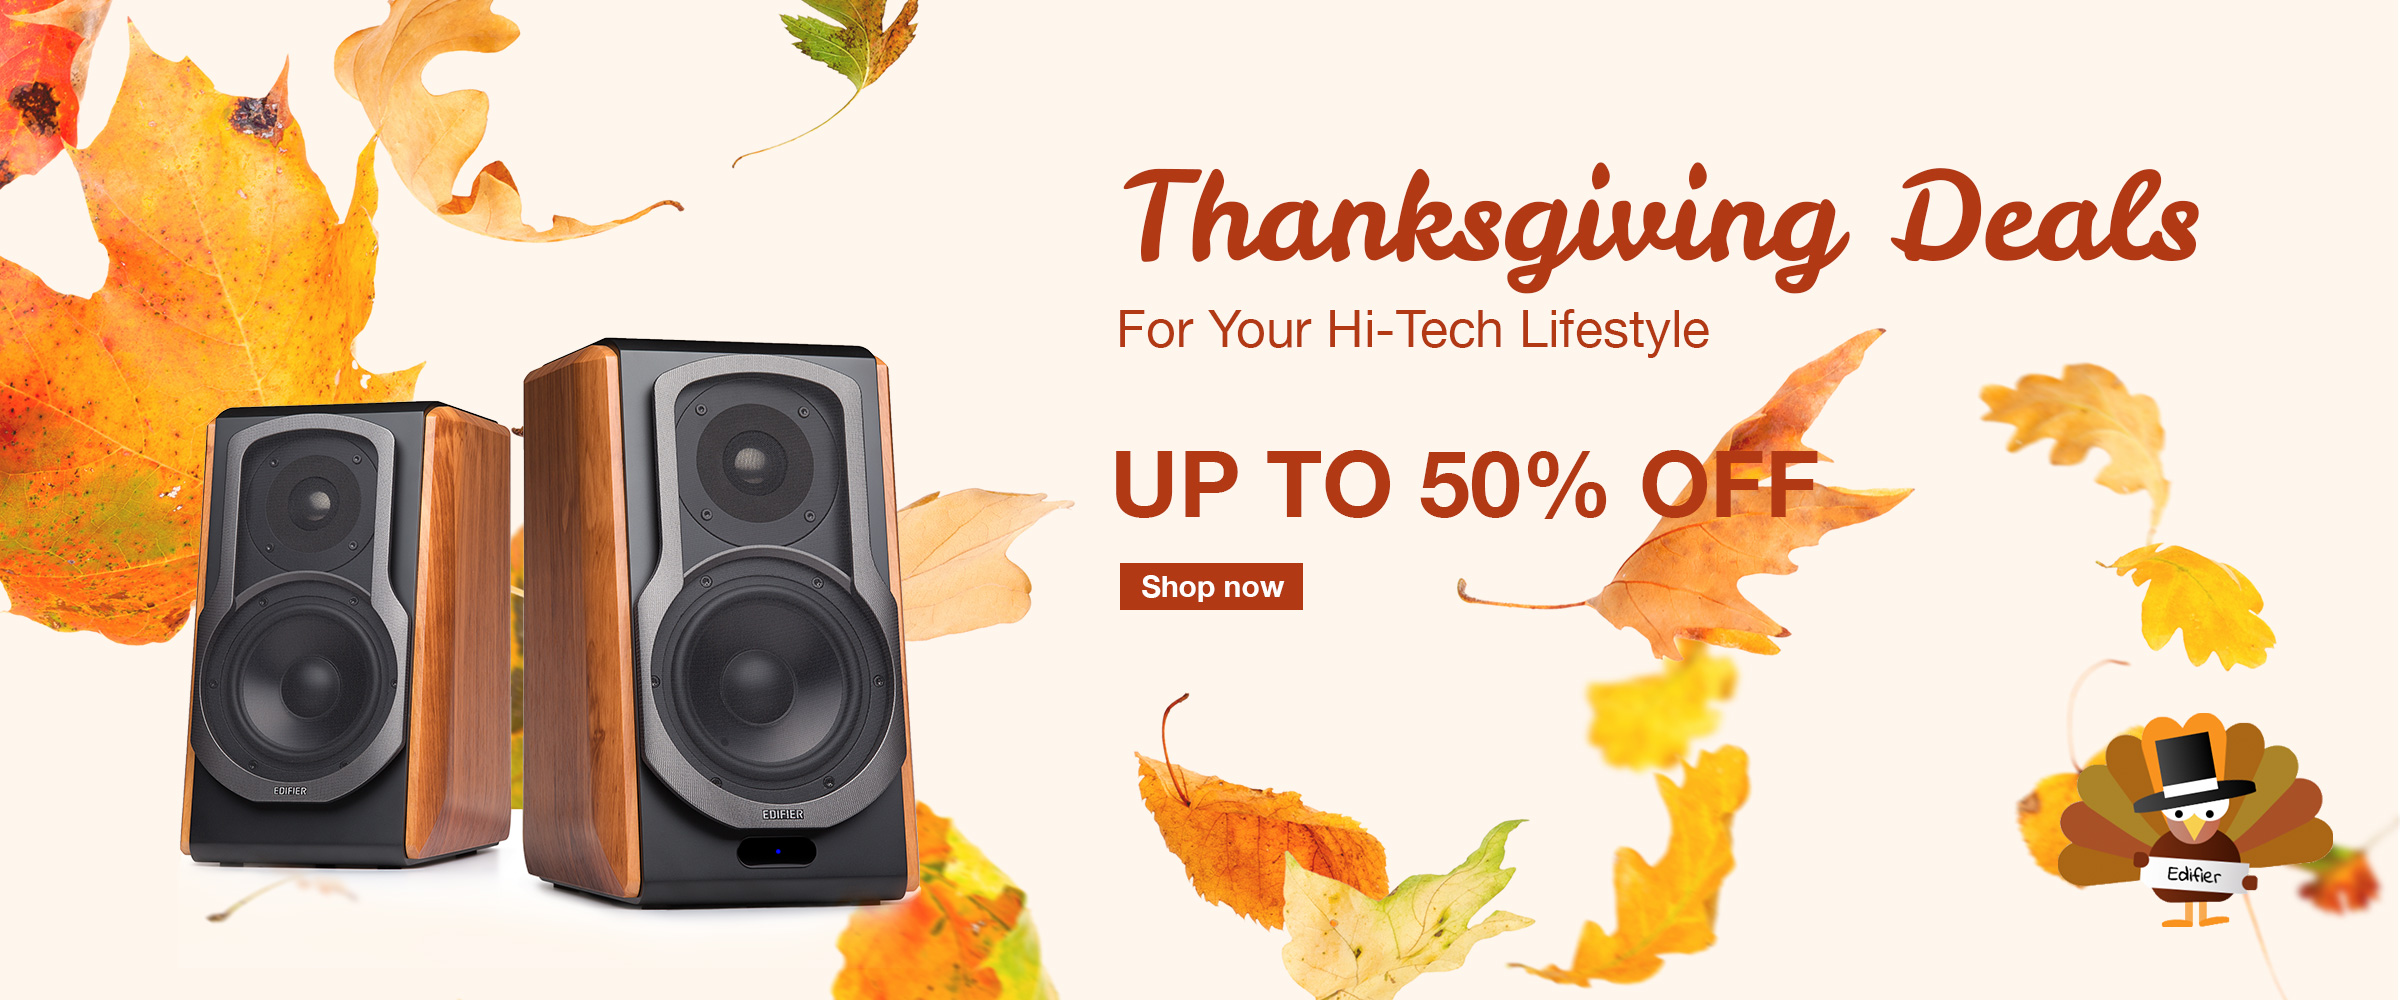 Thanksgiving Deals
For Your Hi-Tech Lifestyle
UP TO 50% OFF
Shop now
EDIFIER
EDIFIER
Edifier